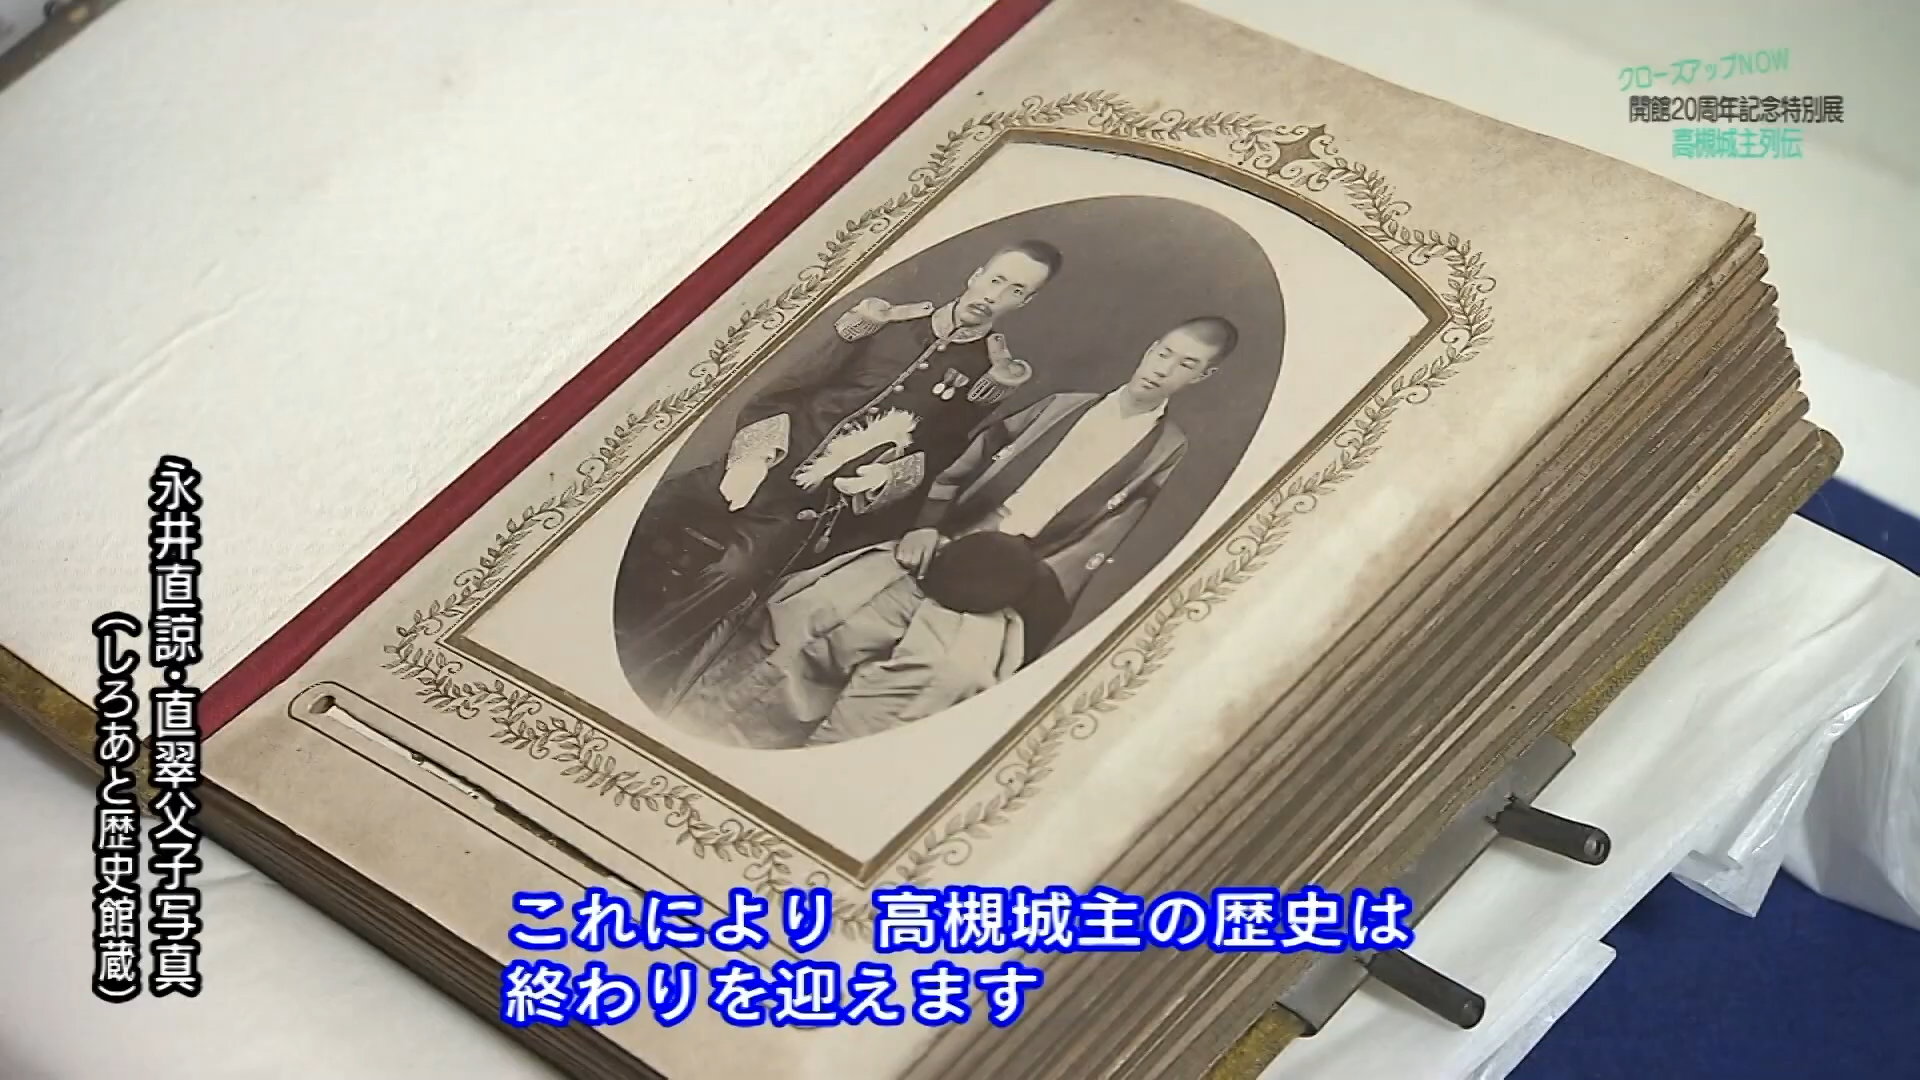 クローズアップNOW
開館20周年記念特別展
高槻城主列伝
永井直諒・直翠父子写真
（しろあと歴史館蔵）
これにより 高槻城主の歴史は
終わりを迎えます